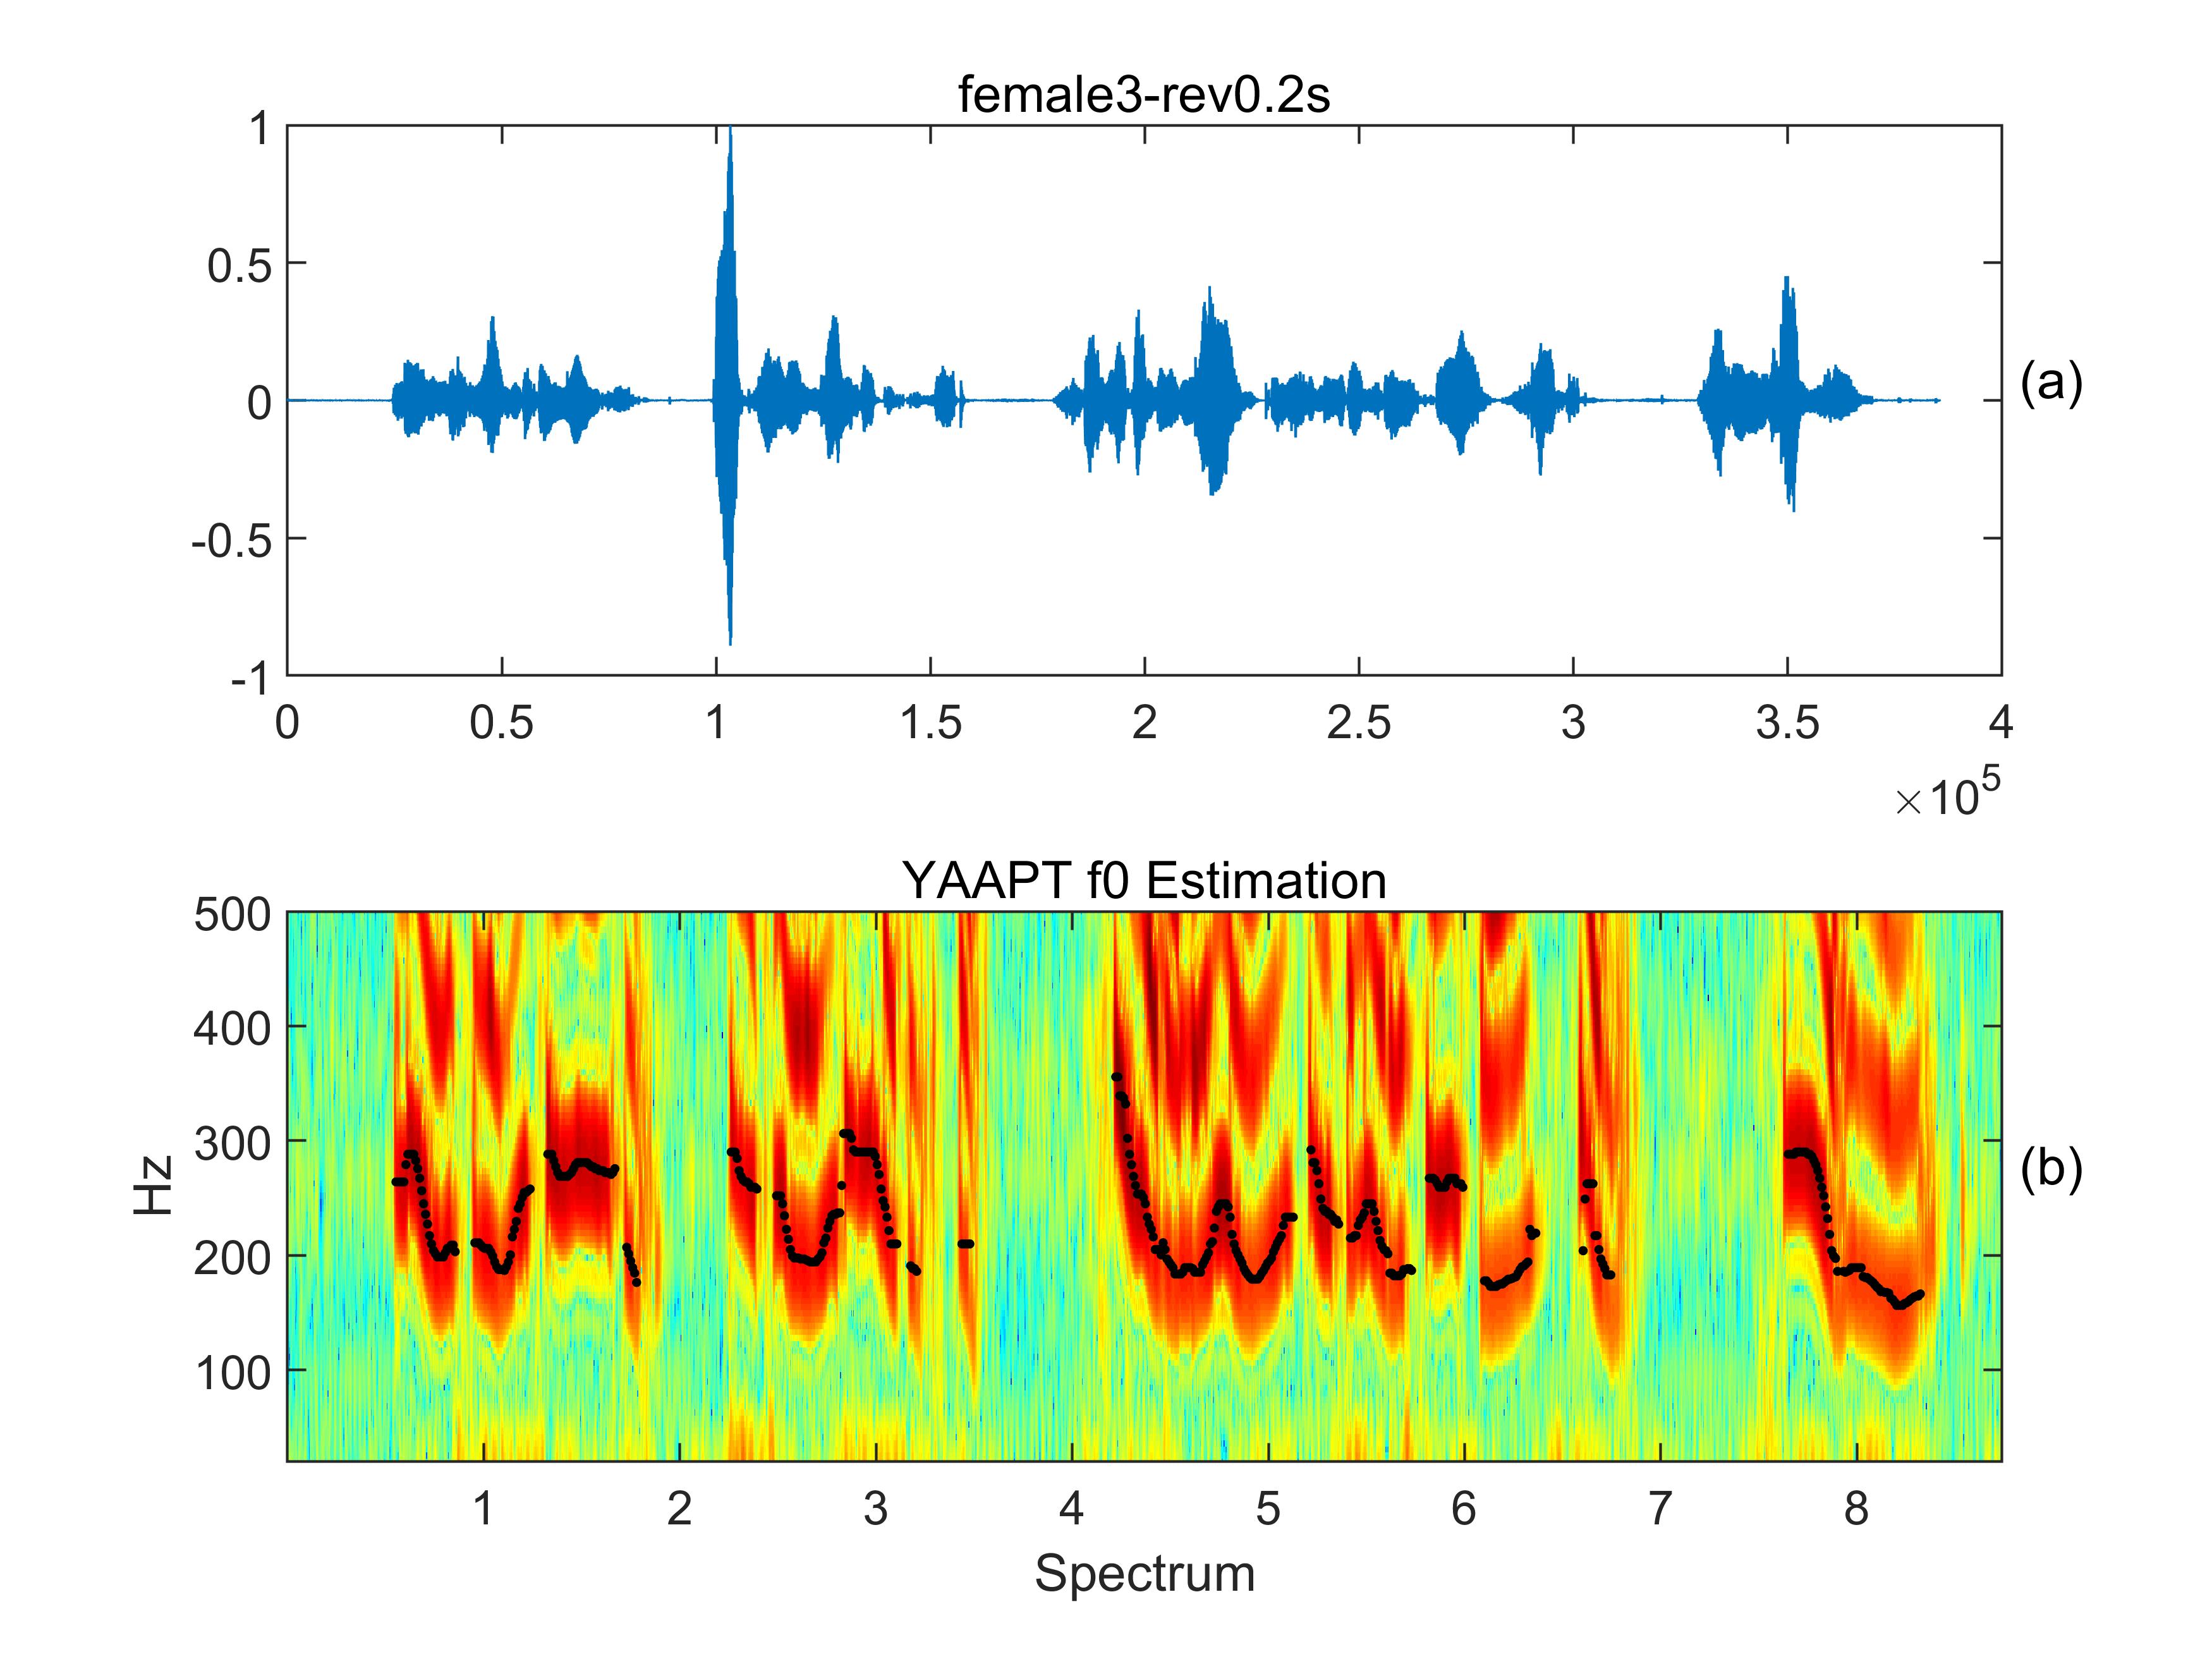 female3-rev0.2s
1
0.5
0
-0.5
-1
(a)
0 0.5 1 1.5 2 2.5 3 3.5 4
×10^5
YAAPT f0 Estimation
500
400
300
200
100
Hz
(b)
1 2 3 4 5 6 7 8
Spectrum